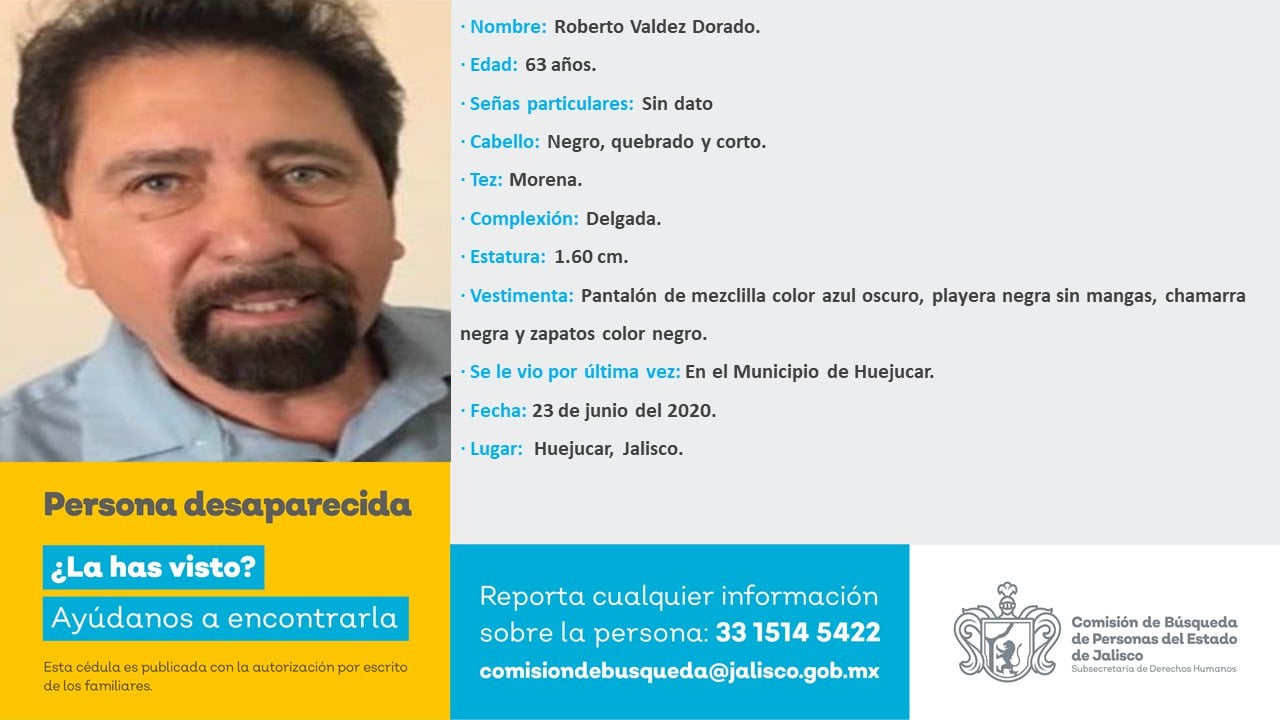 · Nombre: Roberto Valdez Dorado.
· Edad: 63 años.
· Señas particulares: Sin dato
· Cabello: Negro, quebrado y corto.
· Tez: Morena.
· Complexión: Delgada.
· Estatura: 1.60 cm.
· Vestimenta: Pantalón de mezclilla color azul oscuro, playera negra sin mangas, chamarra
negra y zapatos color negro.
· Se le vio por última vez: En el Municipio de Huejucar.
· Fecha: 23 de junio del 2020.
· Lugar: Huejucar, Jalisco.
Persona desaparecida
¿La has visto?
Ayúdanos a encontrarla
Esta cédula es publicada con la autorización por escrito
de los familiares.
Reporta cualquier información
sobre la persona: 33 1514 5422
comisiondebusqueda@jalisco.gob.mx
Comisión de Búsqueda
de Personas del Estado
de Jalisco
Subsecretaría de Derechos Humanos